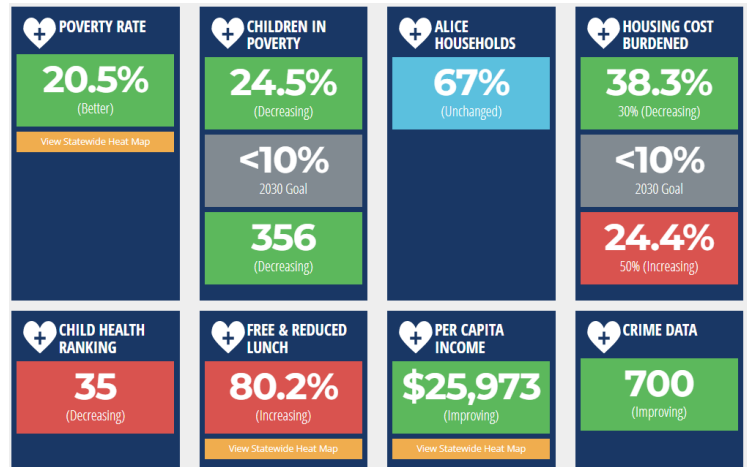 POVERTY RATE
20.5%
(Better)
View Statewide Heat Map
CHILDREN IN
POVERTY
24.5%
(Decreasing)
<10%
2030 Goal
356
(Decreasing)
ALICE
HOUSEHOLDS
67%
(Unchanged)
HOUSING COST
BURDENED
38.3%
30% (Decreasing)
<10%
2030 Goal
24.4%
50% (Increasing)
CHILD HEALTH
RANKING
35
(Decreasing)
FREE & REDUCED
LUNCH
80.2%
(Increasing)
View Statewide Heat Map
PER CAPITA
INCOME
$25,973
(Improving)
View Statewide Heat Map
CRIME DATA
700
(Improving)